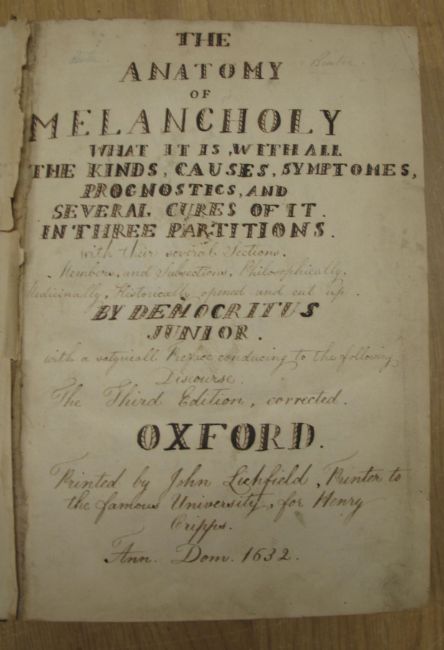 THE
ANATOMY
OF
MELANCHOLY
WHAT IT IS, WITH ALL
THE KINDS, CAUSES, SYMPTOMES,
PROGNOSTICS, AND
SEVERAL CURES OF IT.
IN THREE PARTITIONS.
with their several Sections.
Members, and Subsections, Philosophically.
Medicinally, Historically, opened and cut up.
BY DEMOCRITUS
JUNIOR.
with a satyricall Preface conducing to the following
Discourse.
The Third Edition, corrected.
OXFORD.
Printed by John Lichfield, Printer to
the famous University, for Henry
Cripps.
Ann. Dom. 1632.